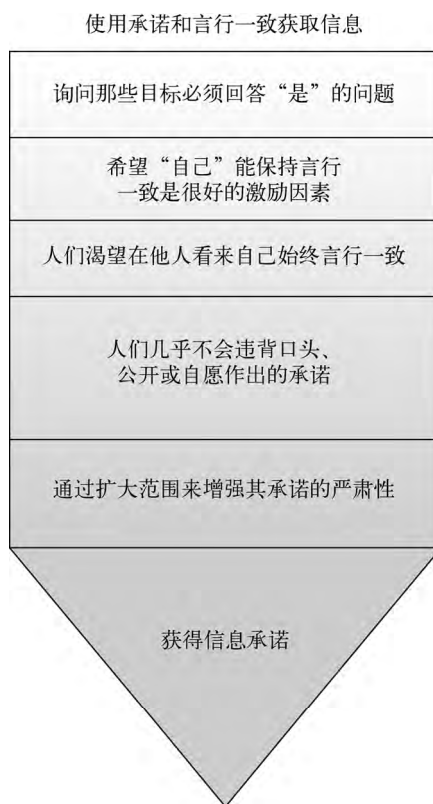 使用承诺和言行一致获取信息
询问那些目标必须回答“是”的问题
希望“自己”能保持言行
一致是很好的激励因素
人们渴望在他人看来自己始终言行一致
人们几乎不会违背口头、
公开或自愿作出的承诺
通过扩大范围来增强其承诺的严肃性
获得信息承诺